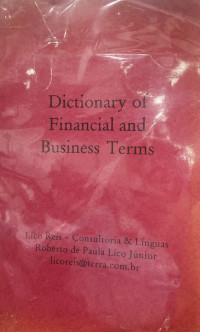 Dictionary of
Financial and
Business Terms
Lico Reis - Consultoria & Línguas
Roberto de Paula Lico Júnior
licoreis@terra.com.br